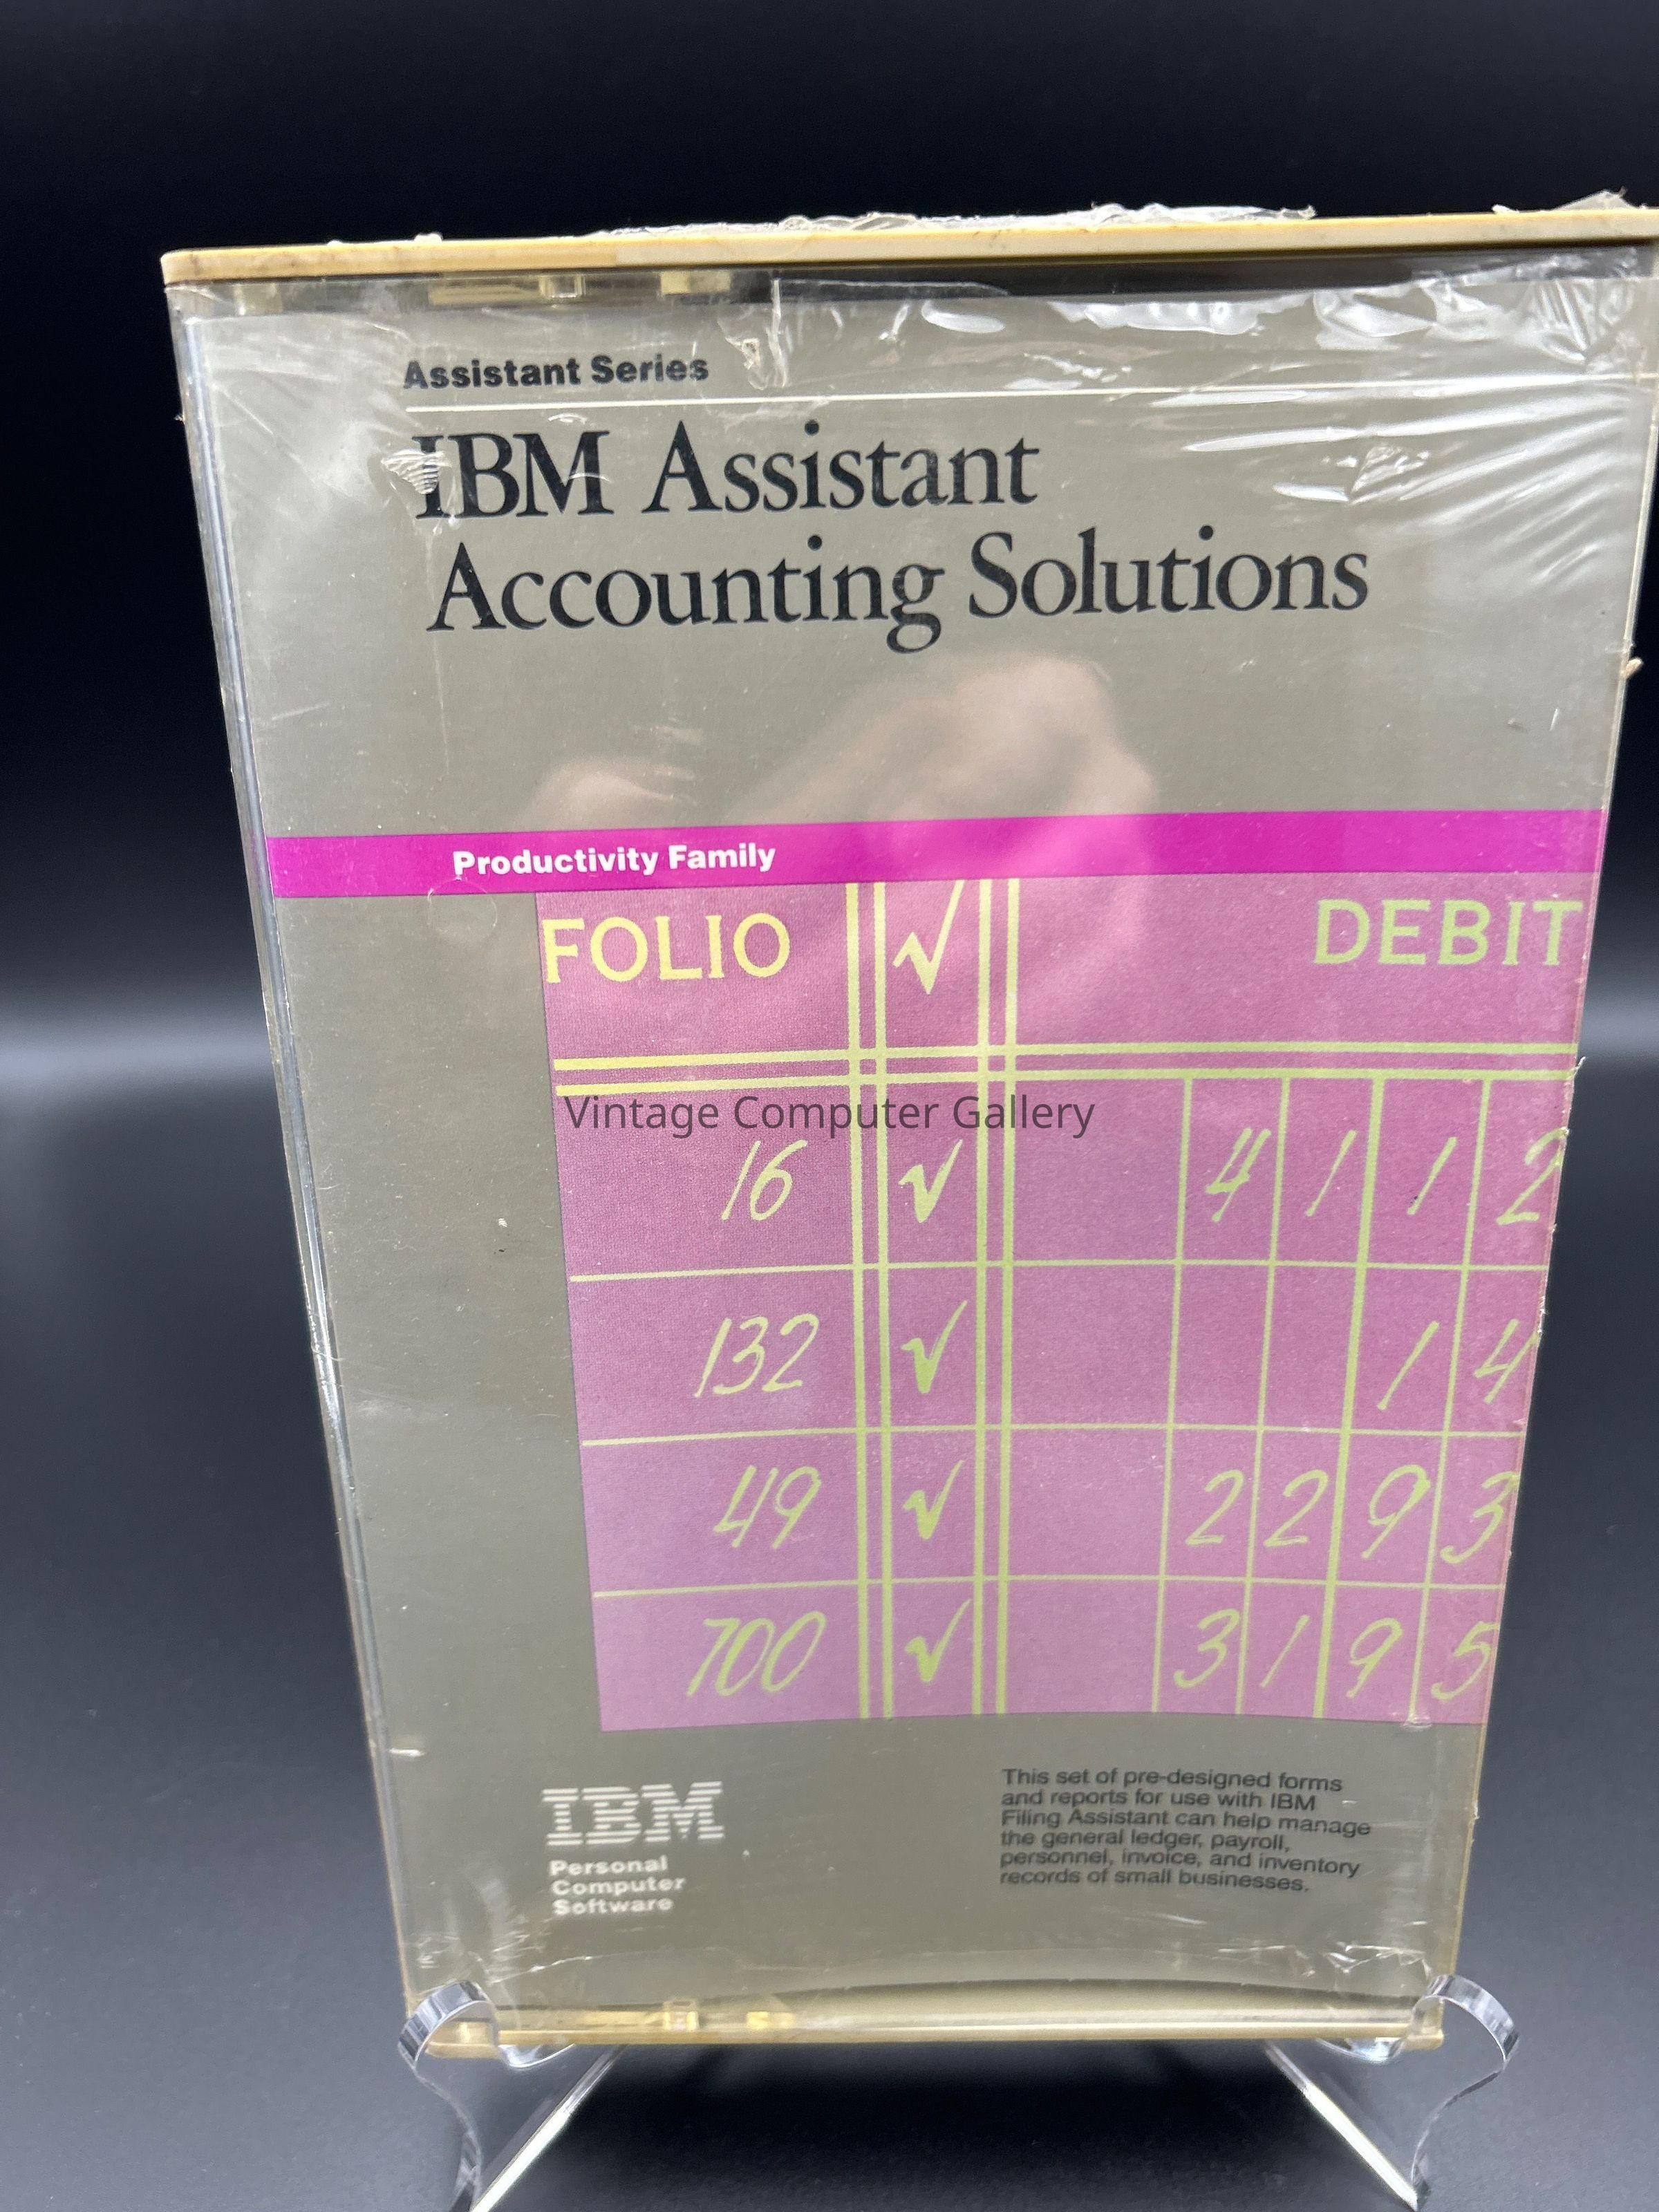 Assistant Series
IBM Assistant
Accounting Solutions
Productivity Family
FOLIO √ DEBIT
Vintage Computer Gallery
16 √ 4 1 1 2
132 √ 1 4
49 √ 2 2 9 3
700 √ 3 1 9 5
IBM
Personal
Computer
Software
This set of pre-designed forms
and reports for use with IBM
Filing Assistant can help manage
the general ledger, payroll,
personnel, invoice, and inventory
records of small businesses.